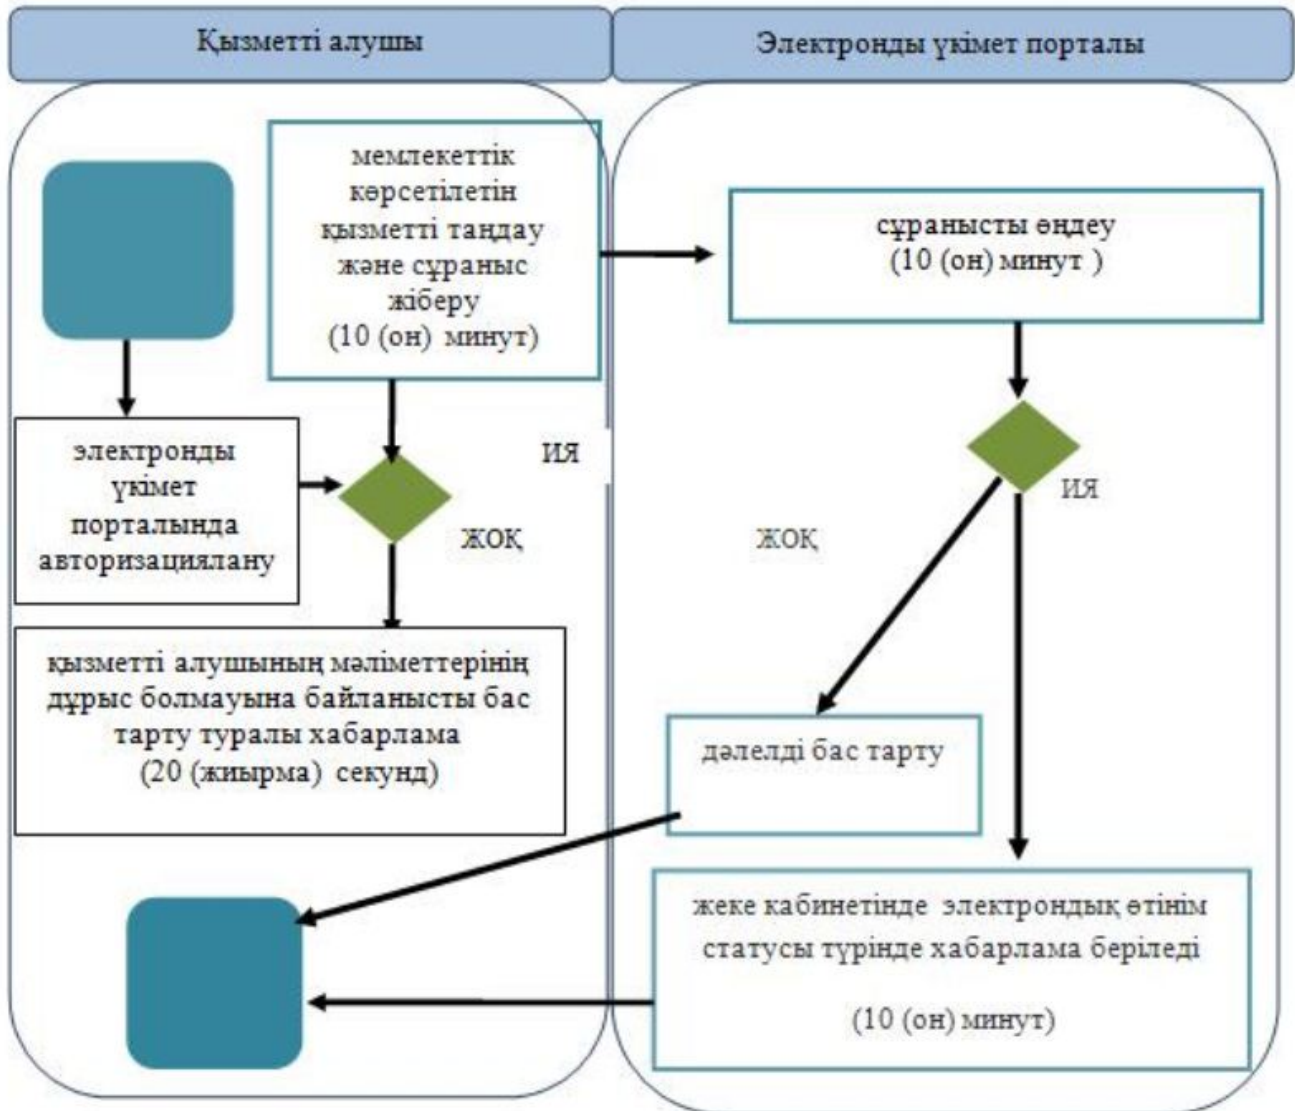 Қызметті алушы
Электронды үкімет порталы
мемлекеттік
көрсетілетін
қызметті таңдау
және сұраныс
жіберу
(10 (он) минут)
сұранысты өңдеу
(10 (он) минут )
электронды
үкімет
порталында
авторизациялану
ИЯ
ЖОҚ
ИЯ
ЖОҚ
қызметті алушының мәліметтерінің
дұрыс болмауына байланысты бас
тарту туралы хабарлама
(20 (жиырма) секунд)
дәлелді бас тарту
жеке кабинетінде электрондық өтінім
статусы түрінде хабарлама беріледі
(10 (он) минут)